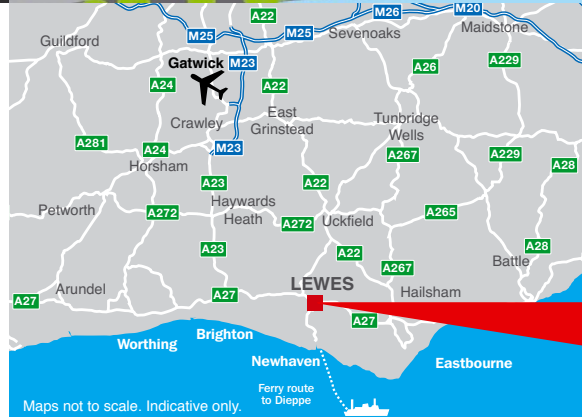 A22
M26
M20
Guildford
M25
M25
Sevenoaks
Maidstone
Gatwick
M23
A26
A229
A24
A22
Crawley
East
Grinstead
Tunbridge
Wells
A281
A24
M23
A267
A229
A28
Horsham
A23
A22
Haywards
Heath
Petworth
A272
A272
Uckfield
A265
A23
A22
A28
Battle
A267
LEWES
Hailsham
Arundel
A27
A27
A27
Worthing
Brighton
Newhaven
Eastbourne
Ferry route
to Dieppe
Maps not to scale. Indicative only.